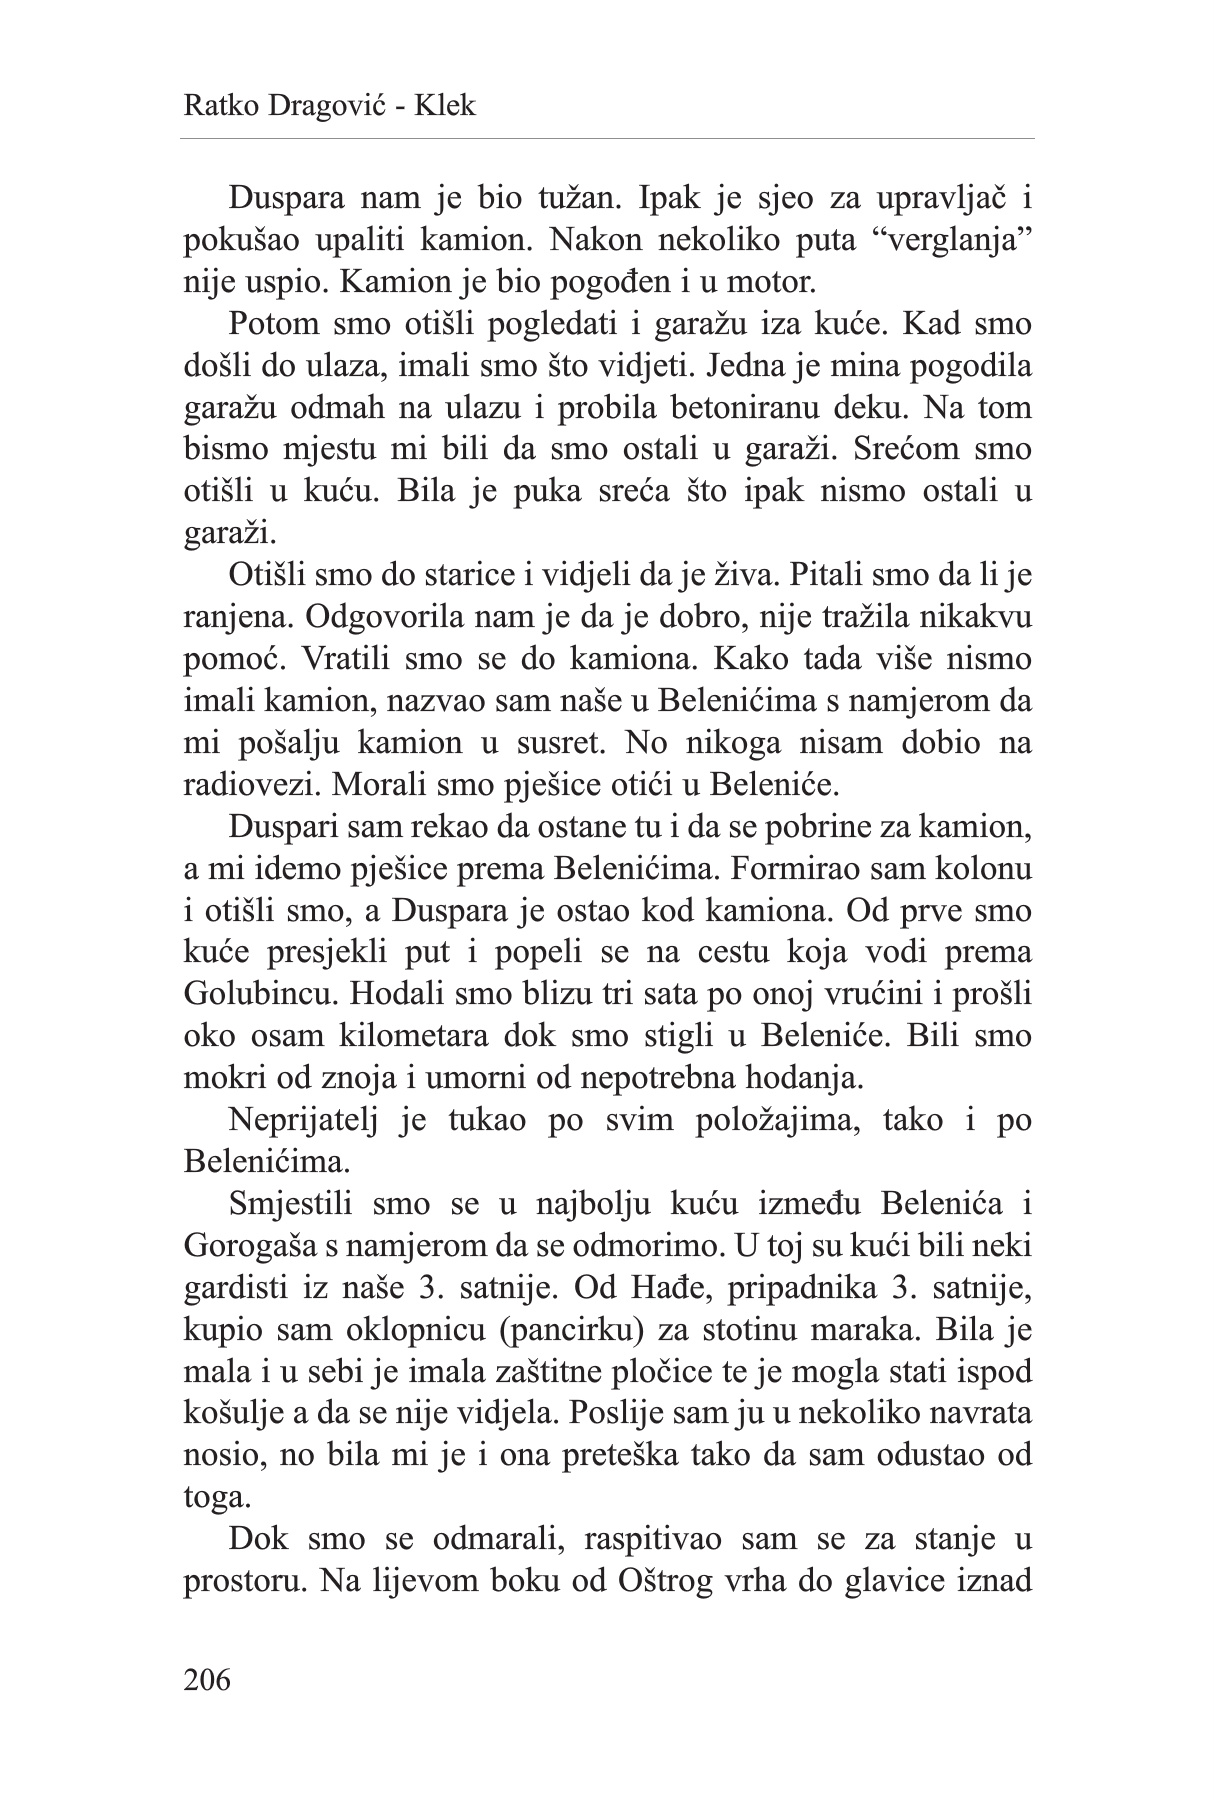 Ratko Dragović - Klek
Duspara nam je bio tužan. Ipak je sjeo za upravljač i
pokušao upaliti kamion. Nakon nekoliko puta “verglanja”
nije uspio. Kamion je bio pogođen i u motor.
Potom smo otišli pogledati i garažu iza kuće. Kad smo
došli do ulaza, imali smo što vidjeti. Jedna je mina pogodila
garažu odmah na ulazu i probila betoniranu deku. Na tom
bismo mjestu mi bili da smo ostali u garaži. Srećom smo
otišli u kuću. Bila je puka sreća što ipak nismo ostali u
garaži.
Otišli smo do starice i vidjeli da je živa. Pitali smo da li je
ranjena. Odgovorila nam je da je dobro, nije tražila nikakvu
pomoć. Vratili smo se do kamiona. Kako tada više nismo
imali kamion, nazvao sam naše u Belenićima s namjerom da
mi pošalju kamion u susret. No nikoga nisam dobio na
radiovezi. Morali smo pješice otići u Beleniće.
Duspari sam rekao da ostane tu i da se pobrine za kamion,
a mi idemo pješice prema Belenićima. Formirao sam kolonu
i otišli smo, a Duspara je ostao kod kamiona. Od prve smo
kuće presjekli put i popeli se na cestu koja vodi prema
Golubincu. Hodali smo blizu tri sata po onoj vrućini i prošli
oko osam kilometara dok smo stigli u Beleniće. Bili smo
mokri od znoja i umorni od nepotrebna hodanja.
Neprijatelj je tukao po svim položajima, tako i po
Belenićima.
Smjestili smo se u najbolju kuću između Belenića i
Gorogaša s namjerom da se odmorimo. U toj su kući bili neki
gardisti iz naše 3. satnije. Od Hađe, pripadnika 3. satnije,
kupio sam oklopnicu (pancirku) za stotinu maraka. Bila je
mala i u sebi je imala zaštitne pločice te je mogla stati ispod
košulje a da se nije vidjela. Poslije sam ju u nekoliko navrata
nosio, no bila mi je i ona preteška tako da sam odustao od
toga.
Dok smo se odmarali, raspitivao sam se za stanje u
prostoru. Na lijevom boku od Oštrog vrha do glavice iznad
206